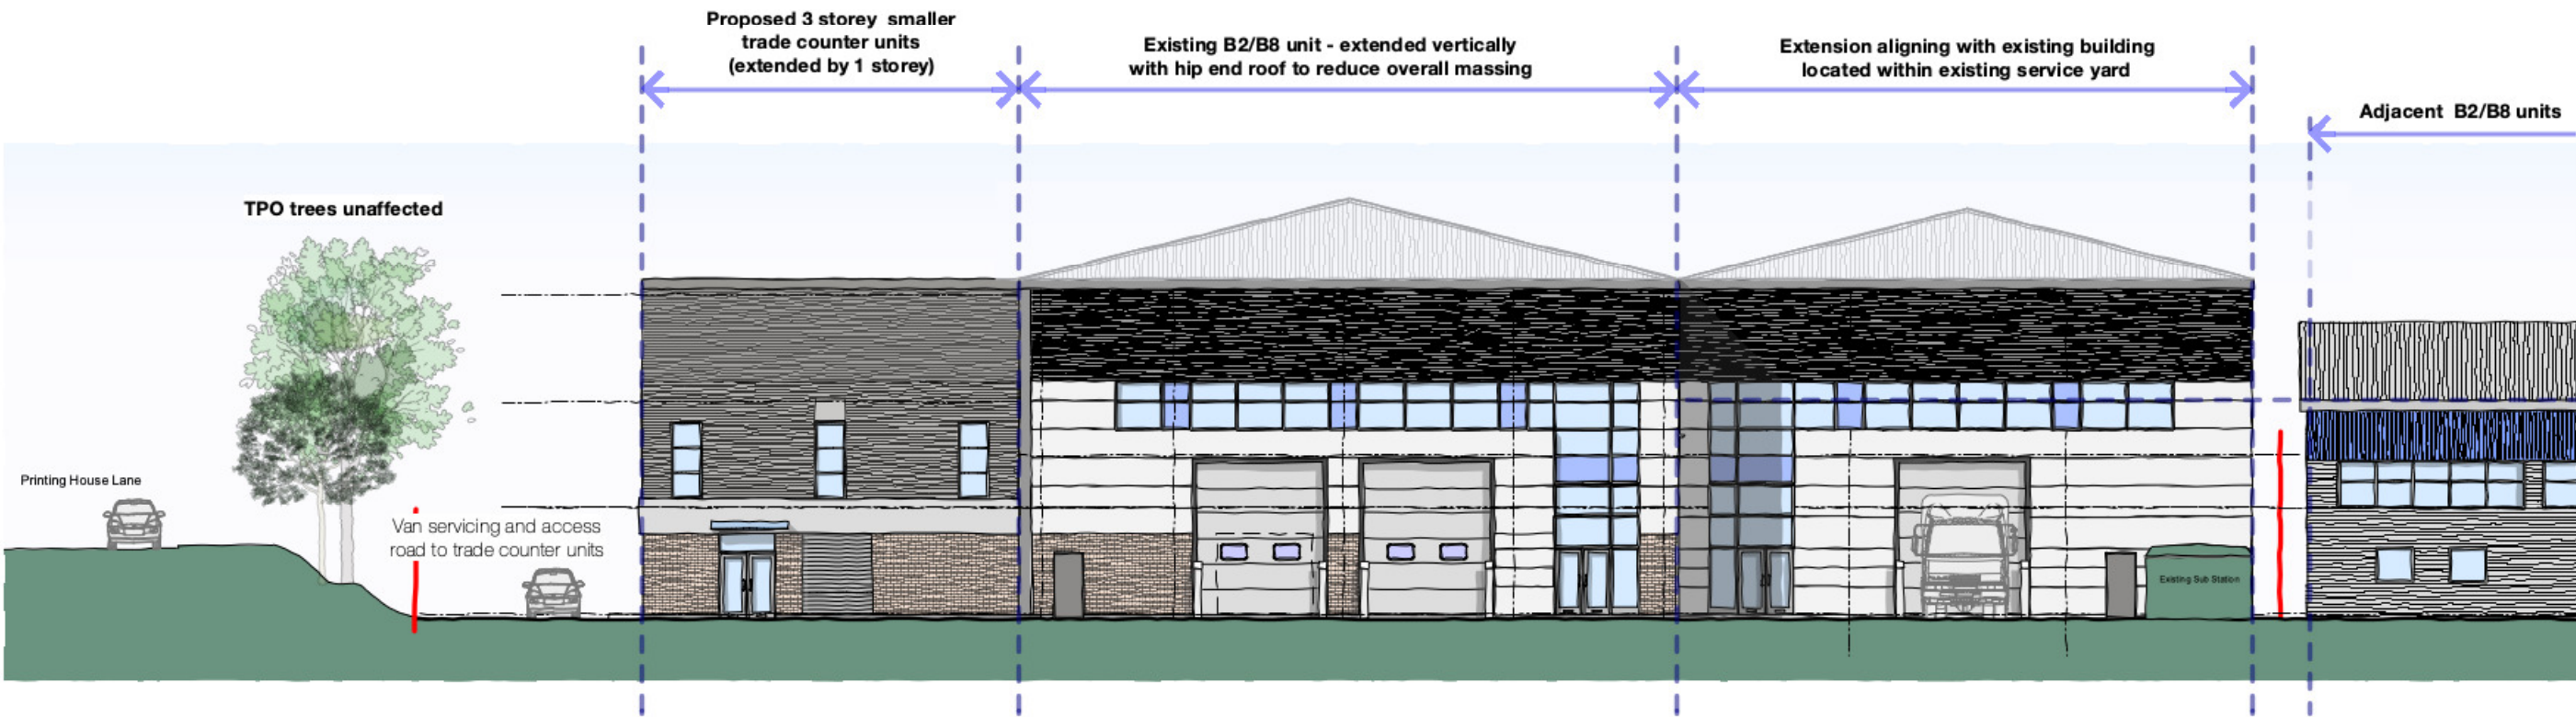 Proposed 3 storey smaller
trade counter units
(extended by 1 storey)
Existing B2/B8 unit - extended vertically
with hip end roof to reduce overall massing
Extension aligning with existing building
located within existing service yard
Adjacent B2/B8 units
TPO trees unaffected
Printing House Lane
Van servicing and access
road to trade counter units
Existing Sub Station